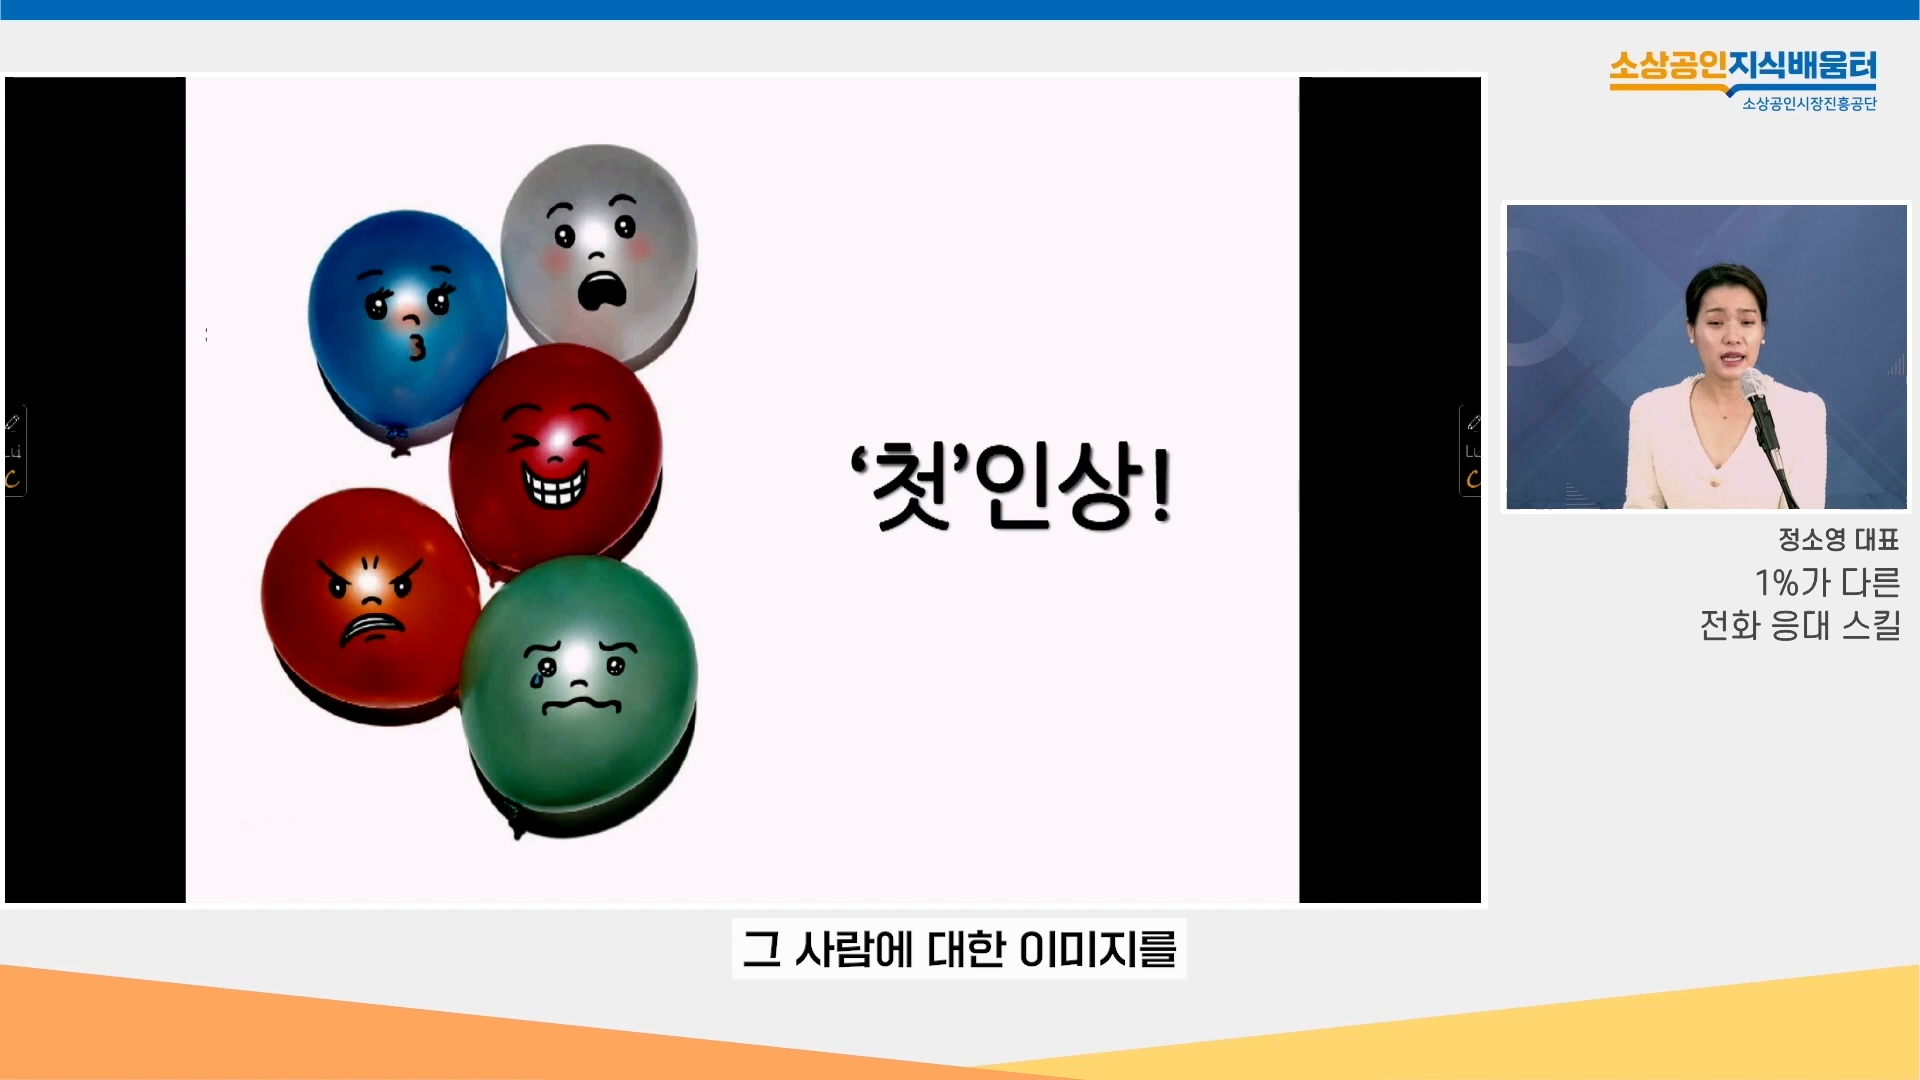 소상공인지식배움터
소상공인시장진흥공단
‘첫’인상!
정소영 대표
1%가 다른
전화 응대 스킬
그 사람에 대한 이미지를